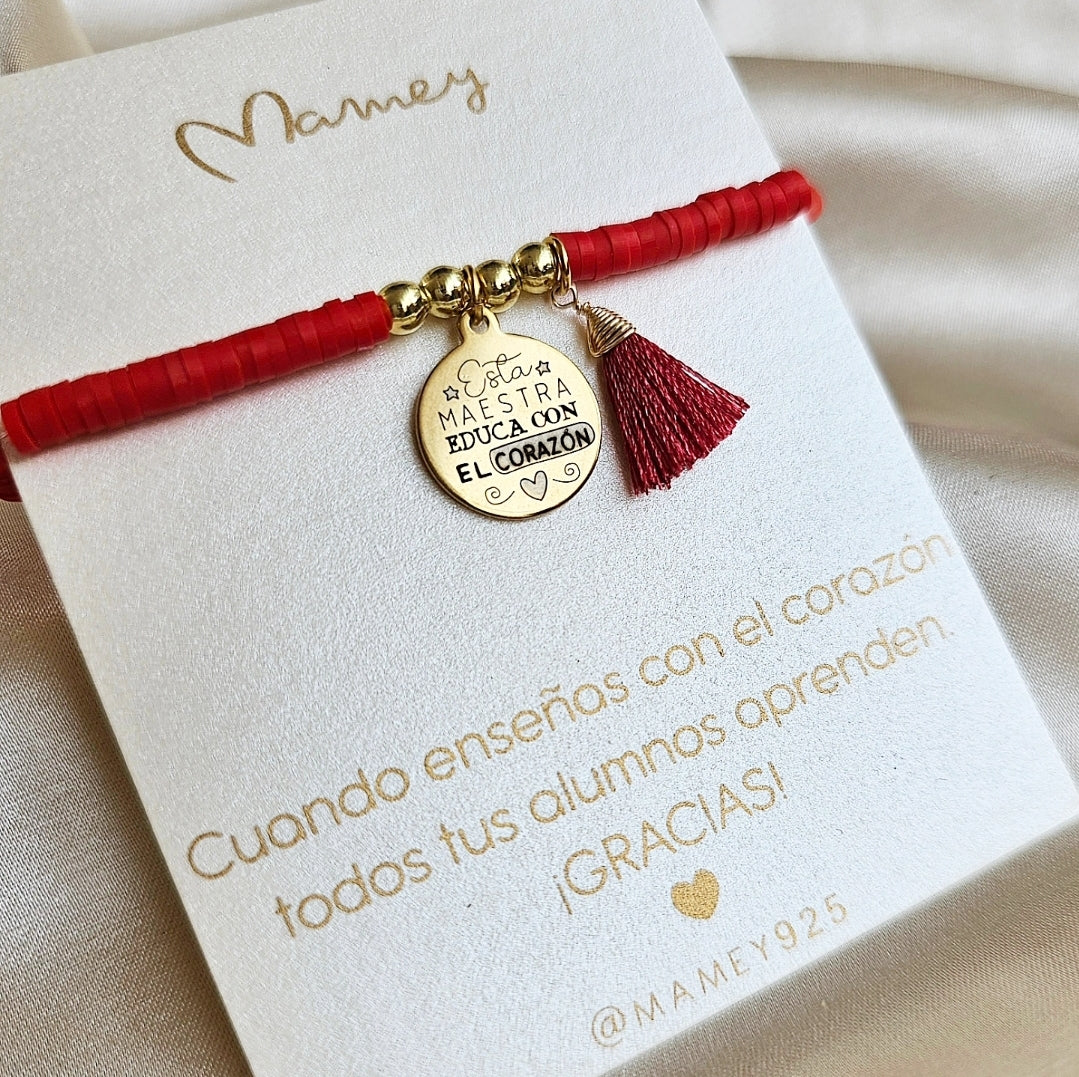 Mamey
Esta
MAESTRA
EDUCA CON
EL CORAZÓN
Cuando enseñas con el corazón
todos tus alumnos aprenden.
¡GRACIAS!
@MAMEY925